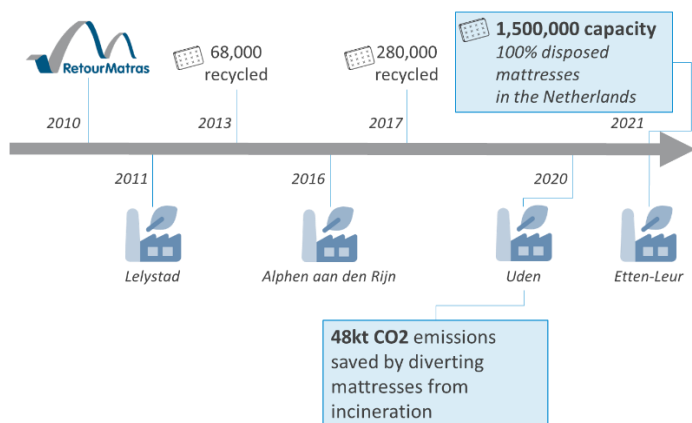 RetourMatras
68,000
recycled
280,000
recycled
1,500,000 capacity
100% disposed
mattresses
in the Netherlands
2010
2013
2017
2021
2011
2016
2020
Lelystad
Alphen aan den Rijn
Uden
Etten-Leur
48kt CO2 emissions
saved by diverting
mattresses from
incineration